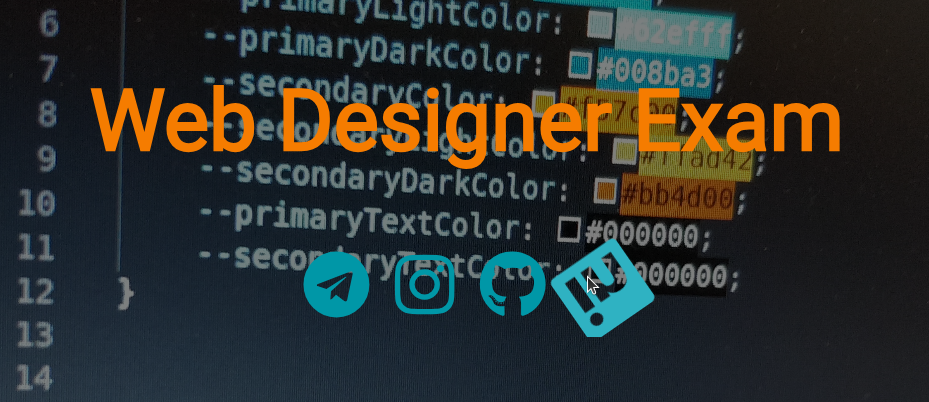 --primaryLightColor: #62efff;
6 --primaryDarkColor: #008ba3;
7 --secondaryColor:
Web Designer Exam
8 #ffad42;
9 --secondaryDarkColor: #bb4d00;
10 --primaryTextColor: #000000;
11 --secondaryTextColor: #000000;
12 }
13
14